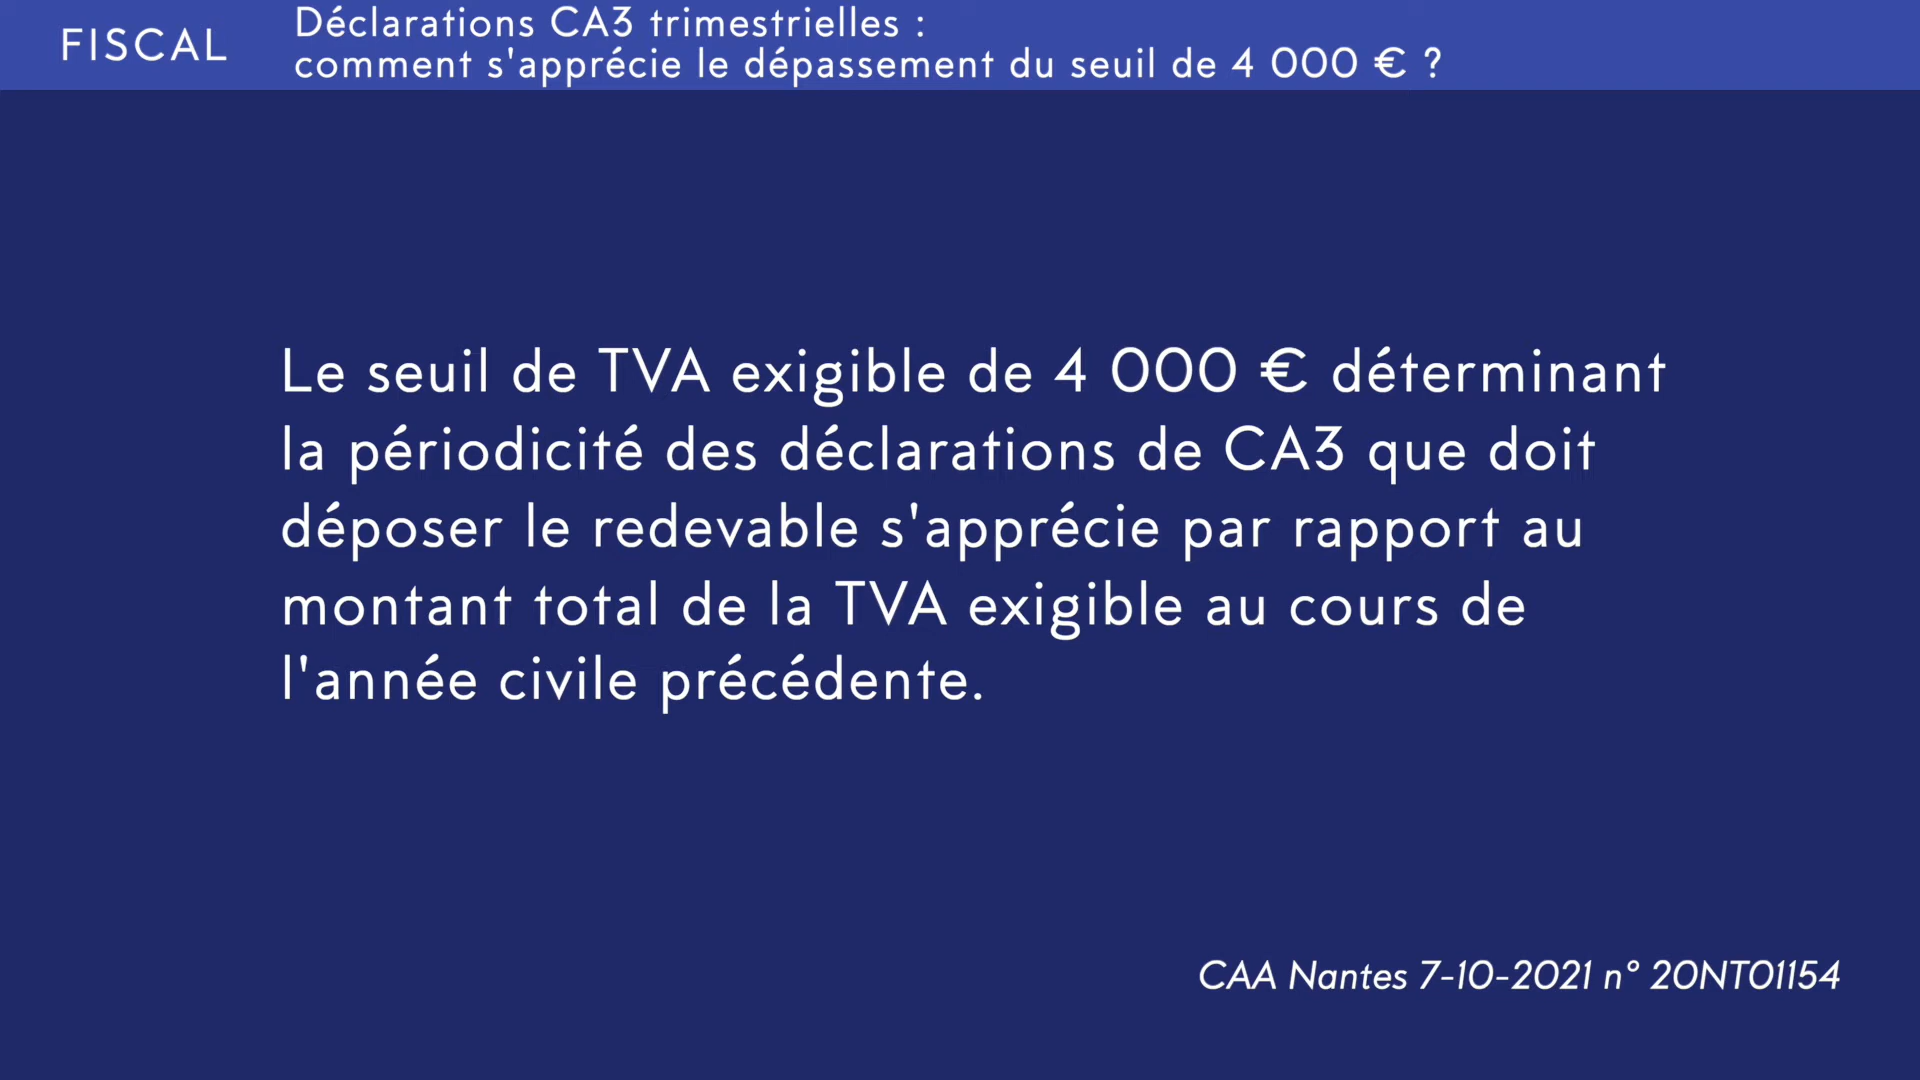 FISCAL
Déclarations CA3 trimestrielles :
comment s'apprécie le dépassement du seuil de 4 000 € ?
Le seuil de TVA exigible de 4 000 € déterminant
la périodicité des déclarations de CA3 que doit
déposer le redevable s'apprécie par rapport au
montant total de la TVA exigible au cours de
l'année civile précédente.
CAA Nantes 7-10-2021 n° 20NT01154